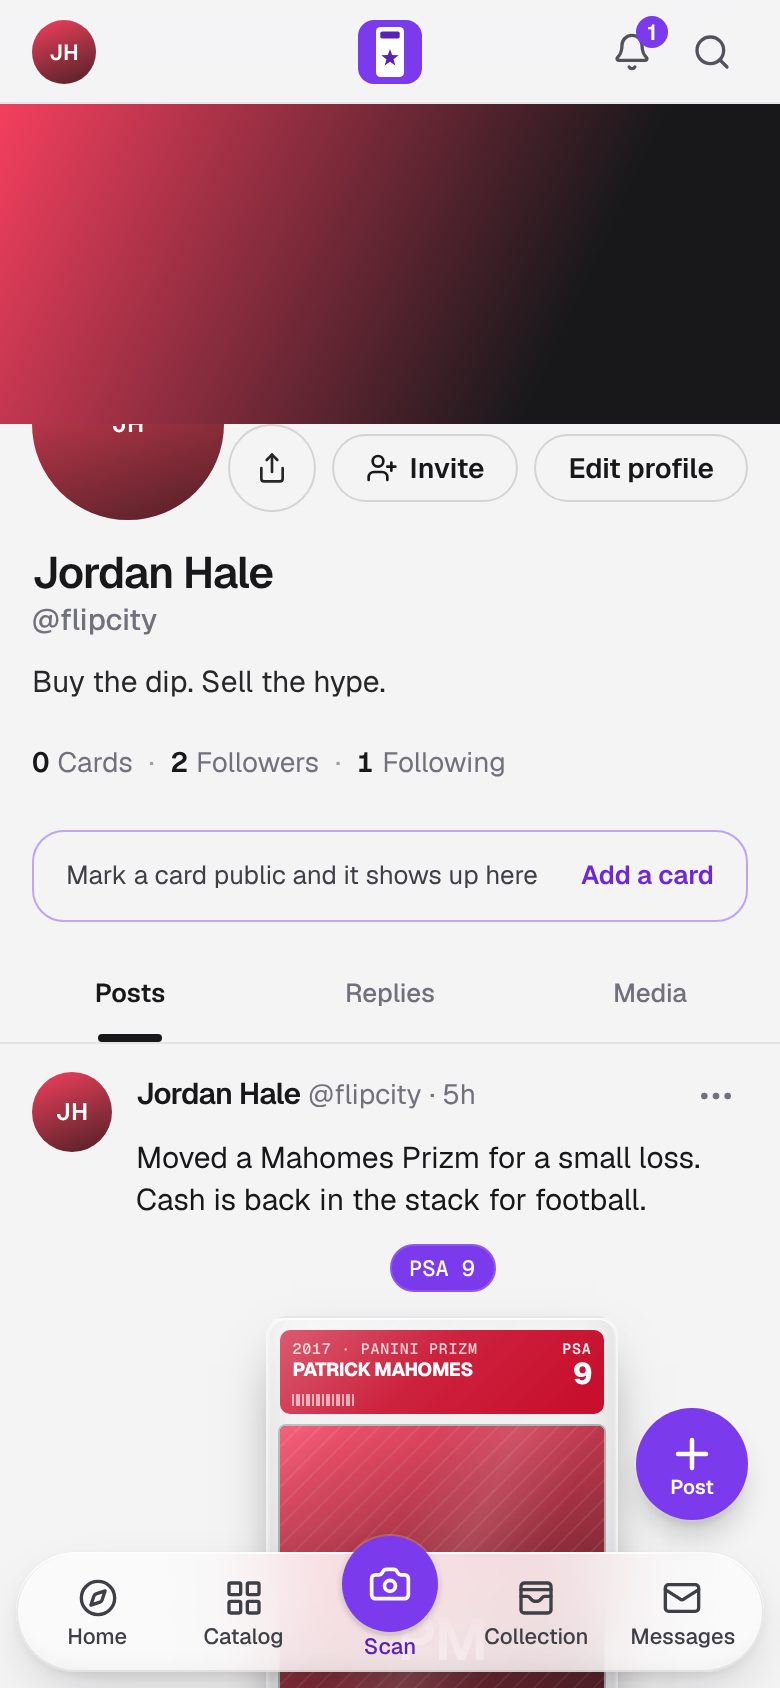 JH
1
JH
Invite
Edit profile
Jordan Hale
@flipcity
Buy the dip. Sell the hype.
0 Cards · 2 Followers · 1 Following
Mark a card public and it shows up here
Add a card
Posts
Replies
Media
JH
Jordan Hale @flipcity · 5h
Moved a Mahomes Prizm for a small loss.
Cash is back in the stack for football.
PSA 9
2017 · PANINI PRIZM
PSA
PATRICK MAHOMES
9
Post
PM
Home
Catalog
Scan
Collection
Messages